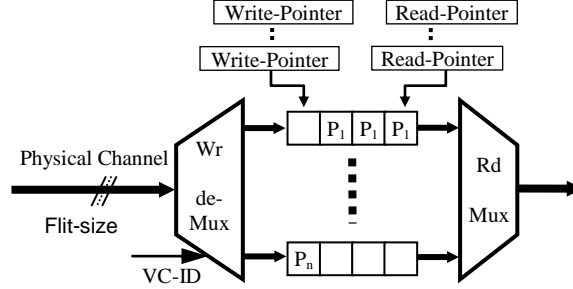 Write-Pointer
Read-Pointer
Write-Pointer
Read-Pointer
P1 P1 P1
Physical Channel
Wr
Rd
de-
Mux
Mux
Flit-size
Pn
VC-ID